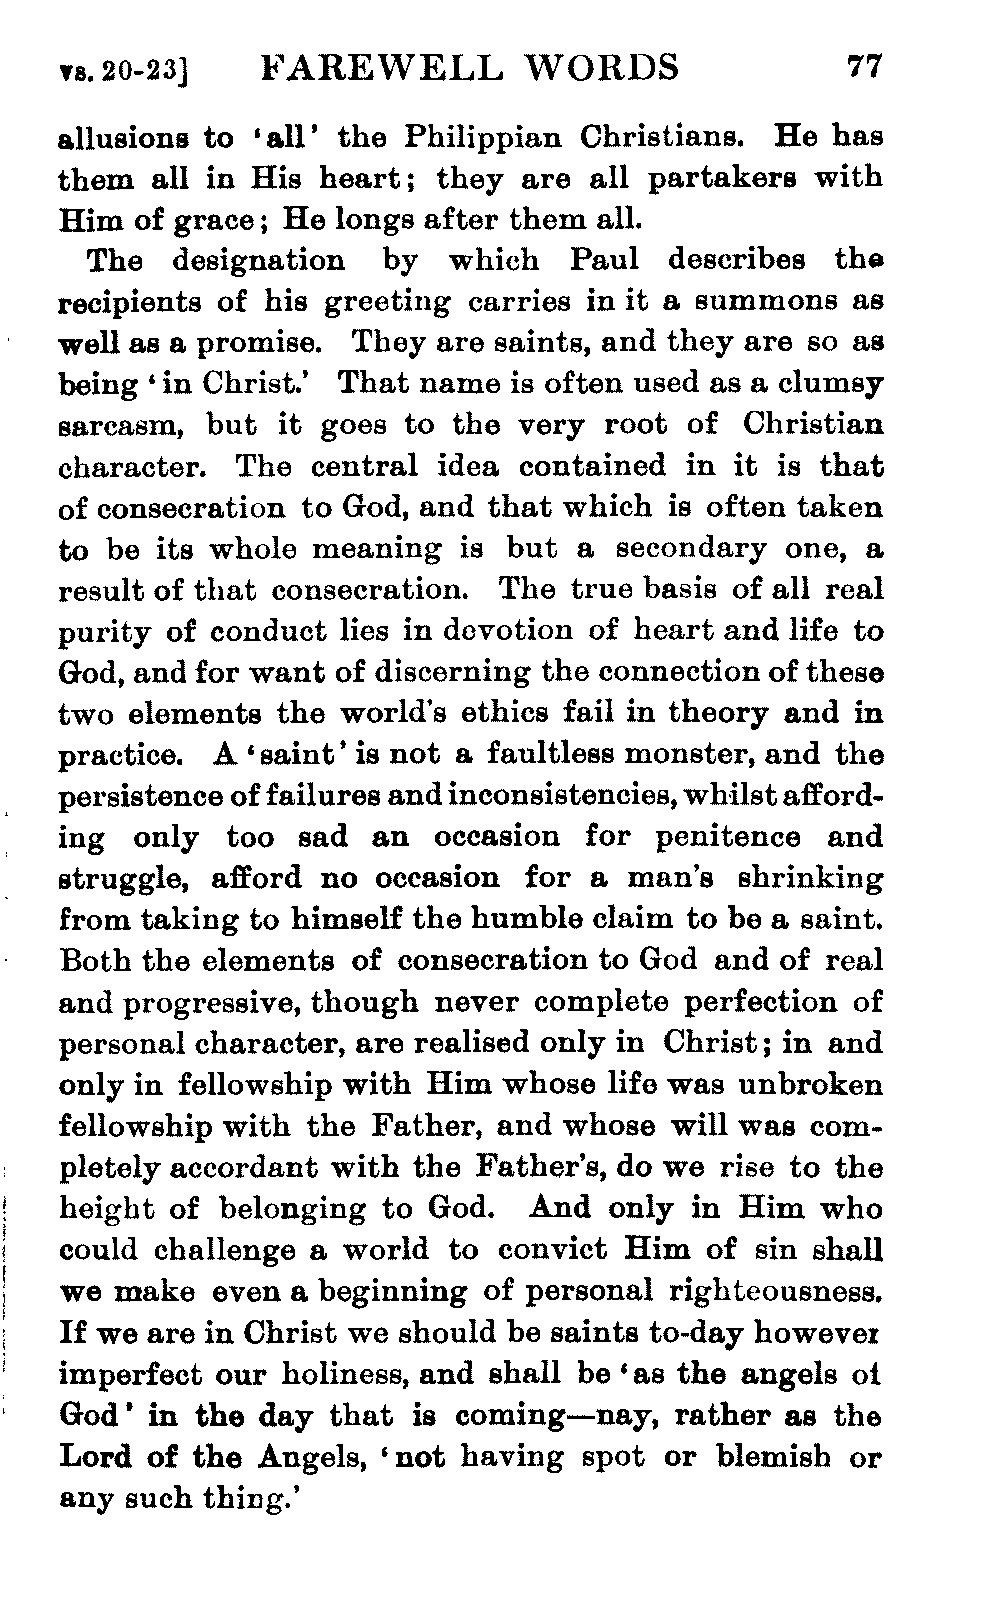 vs. 20-23] FAREWELL WORDS 77
allusions to ‘all’ the Philippian Christians. He has
them all in His heart; they are all partakers with
Him of grace; He longs after them all.
The designation by which Paul describes the
recipients of his greeting carries in it a summons as
well as a promise. They are saints, and they are so as
being ‘in Christ.’ That name is often used as a clumsy
sarcasm, but it goes to the very root of Christian
character. The central idea contained in it is that
of consecration to God, and that which is often taken
to be its whole meaning is but a secondary one, a
result of that consecration. The true basis of all real
purity of conduct lies in devotion of heart and life to
God, and for want of discerning the connection of these
two elements the world’s ethics fail in theory and in
practice. A ‘saint’ is not a faultless monster, and the
persistence of failures and inconsistencies, whilst afford-
ing only too sad an occasion for penitence and
struggle, afford no occasion for a man’s shrinking
from taking to himself the humble claim to be a saint.
Both the elements of consecration to God and of real
and progressive, though never complete perfection of
personal character, are realised only in Christ; in and
only in fellowship with Him whose life was unbroken
fellowship with the Father, and whose will was com-
pletely accordant with the Father’s, do we rise to the
height of belonging to God. And only in Him who
could challenge a world to convict Him of sin shall
we make even a beginning of personal righteousness.
If we are in Christ we should be saints to-day however
imperfect our holiness, and shall be ‘as the angels of
God’ in the day that is coming—nay, rather as the
Lord of the Angels, ‘not having spot or blemish or
any such thing.’